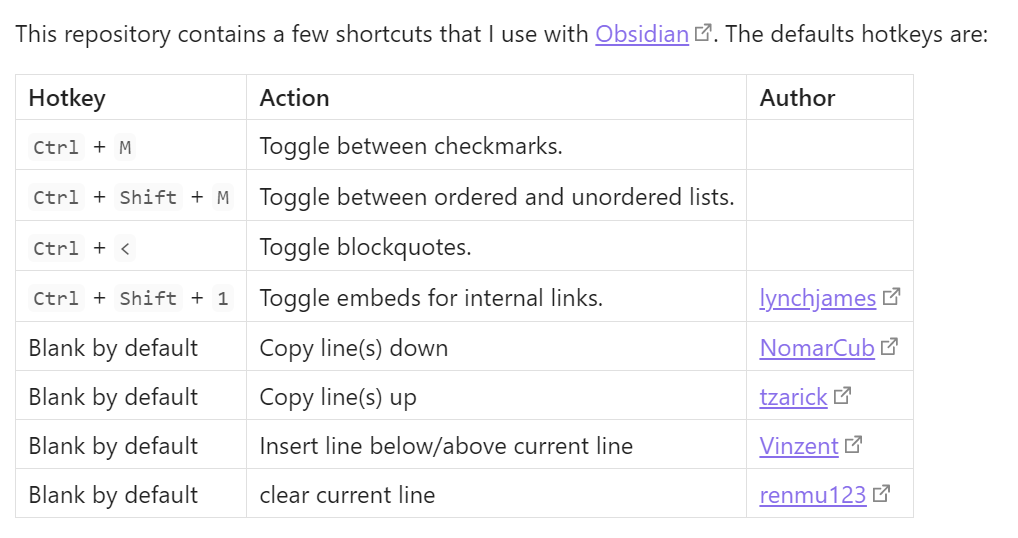 This repository contains a few shortcuts that I use with Obsidian. The defaults hotkeys are:
Hotkey Action Author
Ctrl + M Toggle between checkmarks.
Ctrl + Shift + M Toggle between ordered and unordered lists.
Ctrl + < Toggle blockquotes.
Ctrl + Shift + 1 Toggle embeds for internal links. lynchjames
Blank by default Copy line(s) down NomarCub
Blank by default Copy line(s) up tzarick
Blank by default Insert line below/above current line Vinzent
Blank by default clear current line renmu123